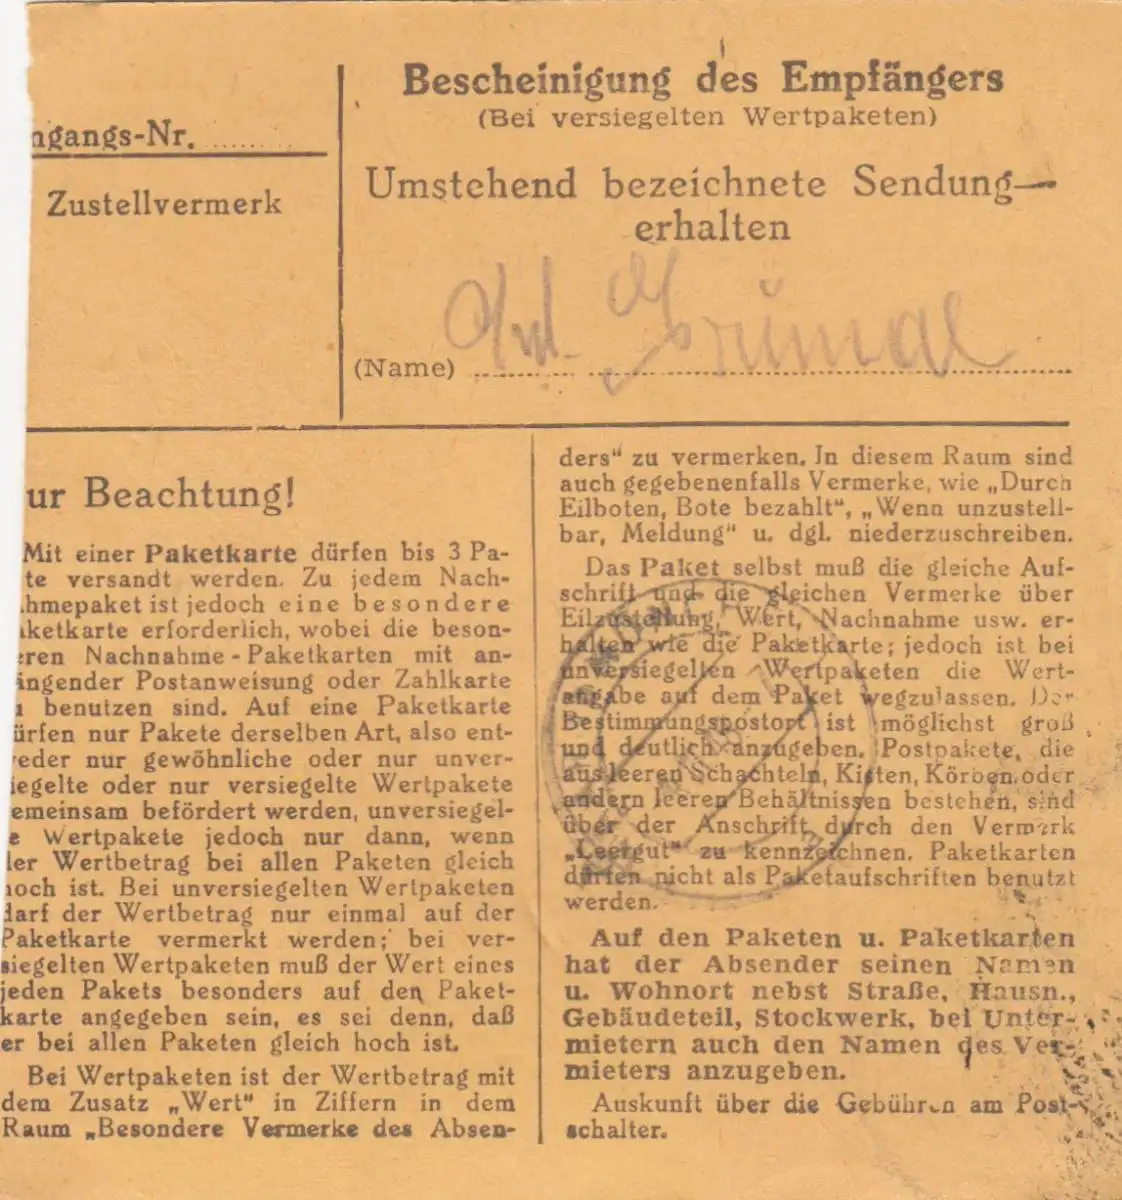 Bescheinigung des Empfängers
(Bei versiegelten Wertpaketen)
Umstehend bezeichnete Sendung
erhalten
(Name)
ngangs-Nr.
Zustellvermerk
ur Beachtung!
Mit einer Paketkarte dürfen bis 3 Pa-
te versandt werden. Zu jedem Nach-
hmepaket ist jedoch eine besondere
ketkarte erforderlich, wobei die beson-
eren Nachnahme-Paketkarten mit an-
ingender Postanweisung oder Zahlkarte
u benutzen sind. Auf eine Paketkarte
ürfen nur Pakete derselben Art, also ent-
eder nur gewöhnliche oder nur unver-
iegelte oder nur versiegelte Wertpakete
emeinsam befördert werden, unversiegel-
e Wertpakete jedoch nur dann, wenn
er Wertbetrag bei allen Paketen gleich
hoch ist. Bei unversiegelten Wertpaketen
darf der Wertbetrag nur einmal auf der
Paketkarte vermerkt werden; bei ver-
siegelten Wertpaketen muß der Wert eines
jeden Pakets besonders auf den Paket-
karte angegeben sein, es sei denn, daß
er bei allen Paketen gleich hoch ist.
Bei Wertpaketen ist der Wertbetrag mit
dem Zusatz „Wert" in Ziffern in dem
Raum „Besondere Vermerke des Absen-
ders" zu vermerken. In diesem Raum sind
auch gegebenenfalls Vermerke, wie „Durch
Eilboten, Bote bezahlt", „Wenn unzustell-
bar, Meldung" u. dgl. niederzuschreiben.
Das Paket selbst muß die gleiche Auf-
schrift und die gleichen Vermerke über
Eilzustellung, Wert, Nachnahme usw. er-
halten wie die Paketkarte; jedoch ist bei
unversiegelten Wertpaketen die Wert-
angabe auf dem Paket wegzulassen. Der
Bestimmungspostort ist möglichst groß
und deutlich anzugeben. Postpakete, die
aus leeren Schachteln, Kisten, Körben oder
andern leeren Behältnissen bestehen, sind
über der Anschrift durch den Vermerk
„Leergut" zu kennzeichnen. Paketkarten
dürfen nicht als Paketaufschriften benutzt
werden.
Auf den Paketen u. Paketkarten
hat der Absender seinen Namen
u. Wohnort nebst Straße, Hausn.,
Gebäudeteil, Stockwerk, bei Unter-
mietern auch den Namen des Ver-
mieters anzugeben.
Auskunft über die Gebühren am Post-
schalter.